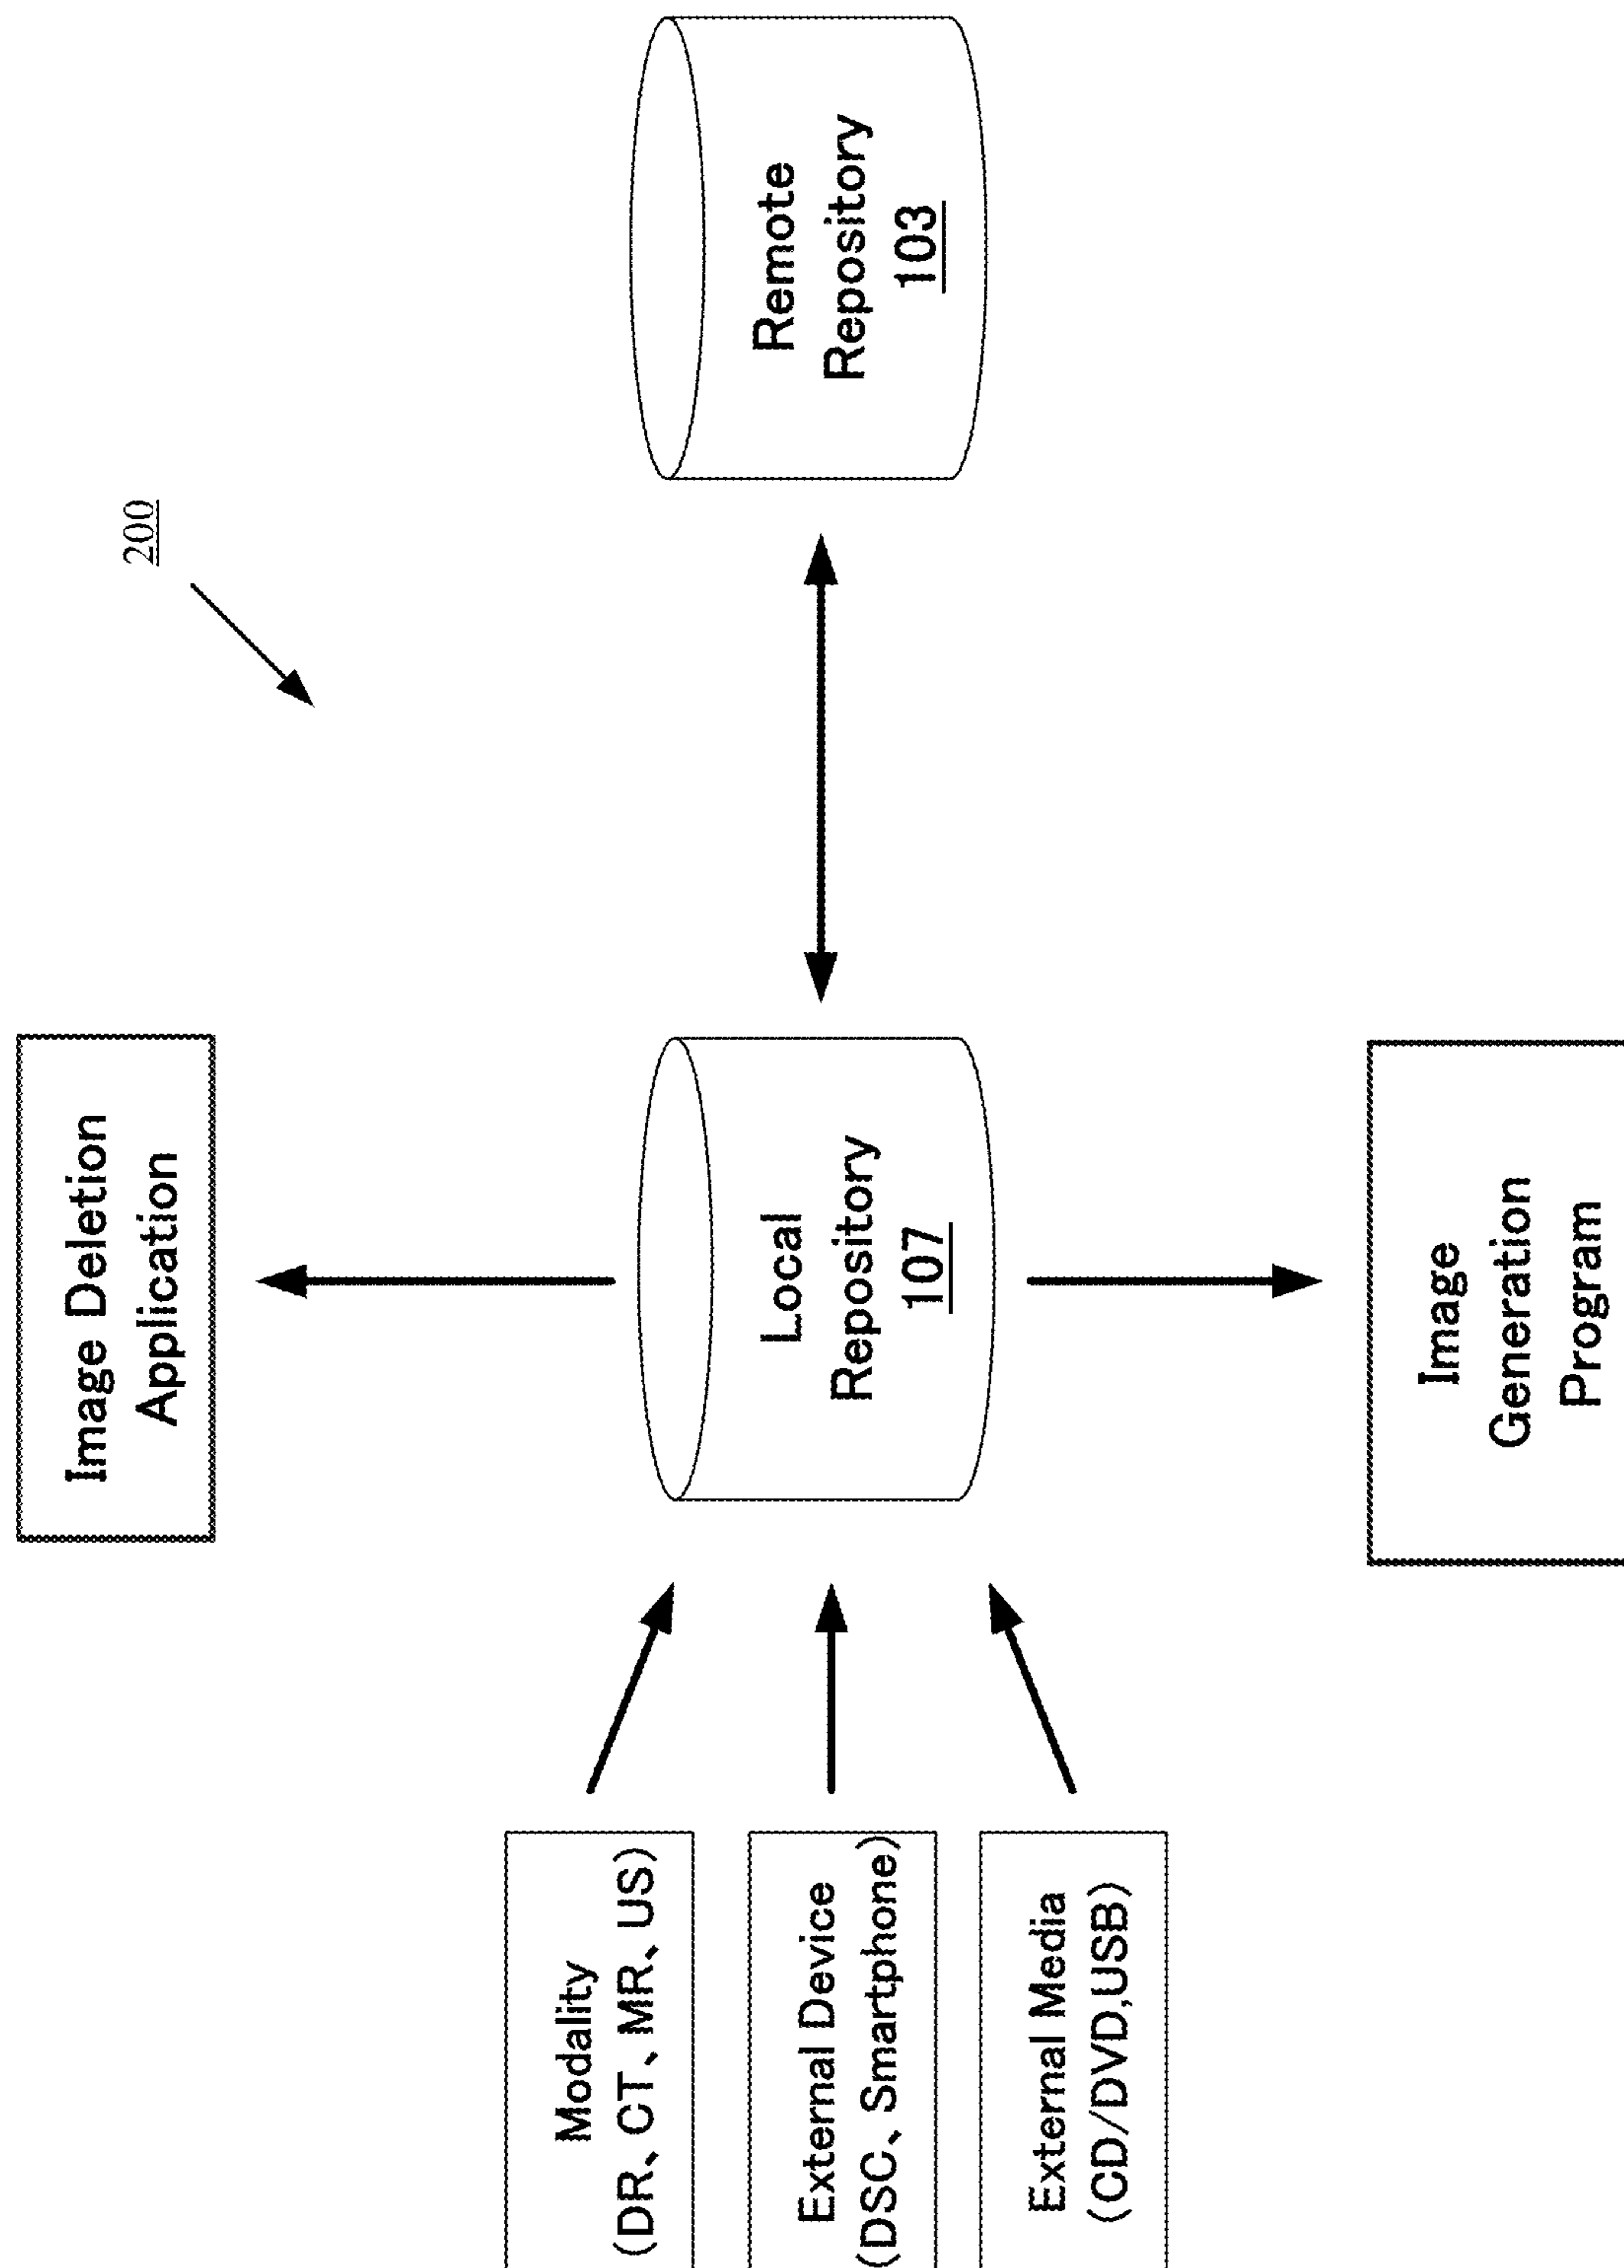 200
Image Deletion
Application
Modality
(DR、CT、MR、US)
External Device
(DSC、Smartphone)
External Media
(CD/DVD,USB)
Local
Repository
107
Remote
Repository
103
Image
Generation
Program